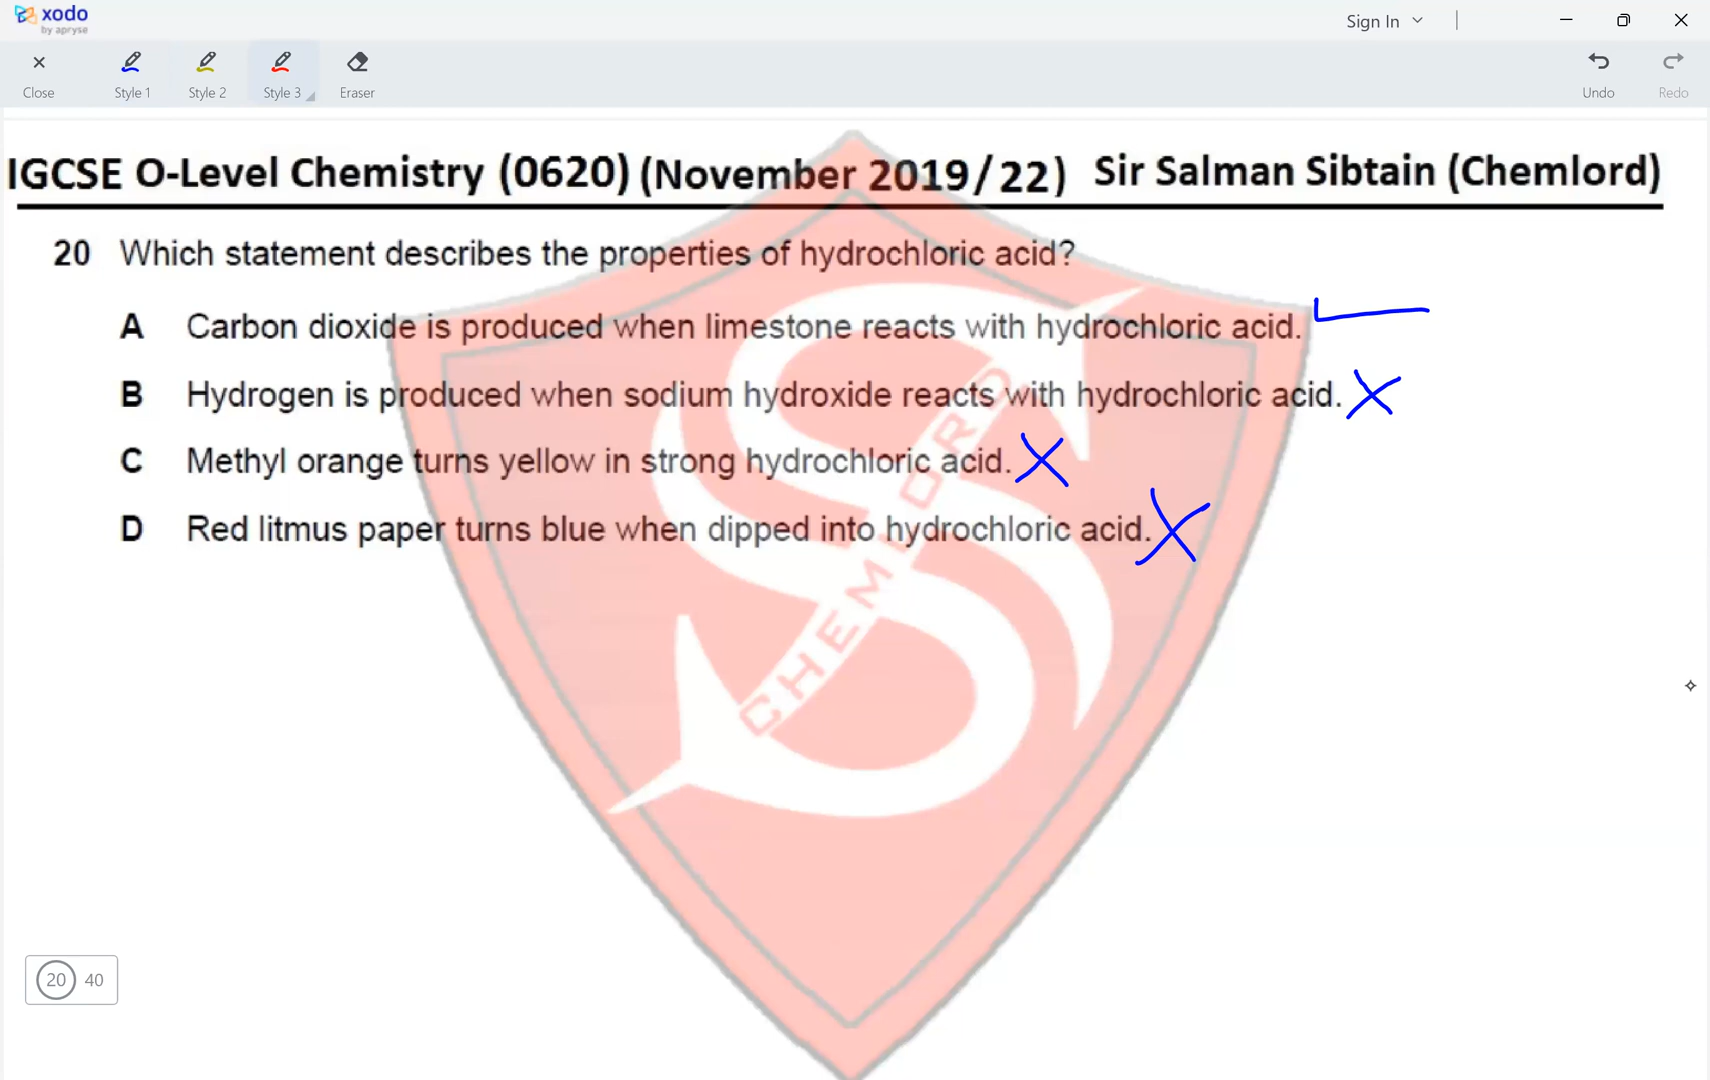 xodo
by apryse
Sign In
Close
Style 1
Style 2
Style 3
Eraser
Undo
Redo
IGCSE O-Level Chemistry (0620) (November 2019/22) Sir Salman Sibtain (Chemlord)
20 Which statement describes the properties of hydrochloric acid?
A Carbon dioxide is produced when limestone reacts with hydrochloric acid.
B Hydrogen is produced when sodium hydroxide reacts with hydrochloric acid.
C Methyl orange turns yellow in strong hydrochloric acid.
D Red litmus paper turns blue when dipped into hydrochloric acid.
CHEMLORD
20 40